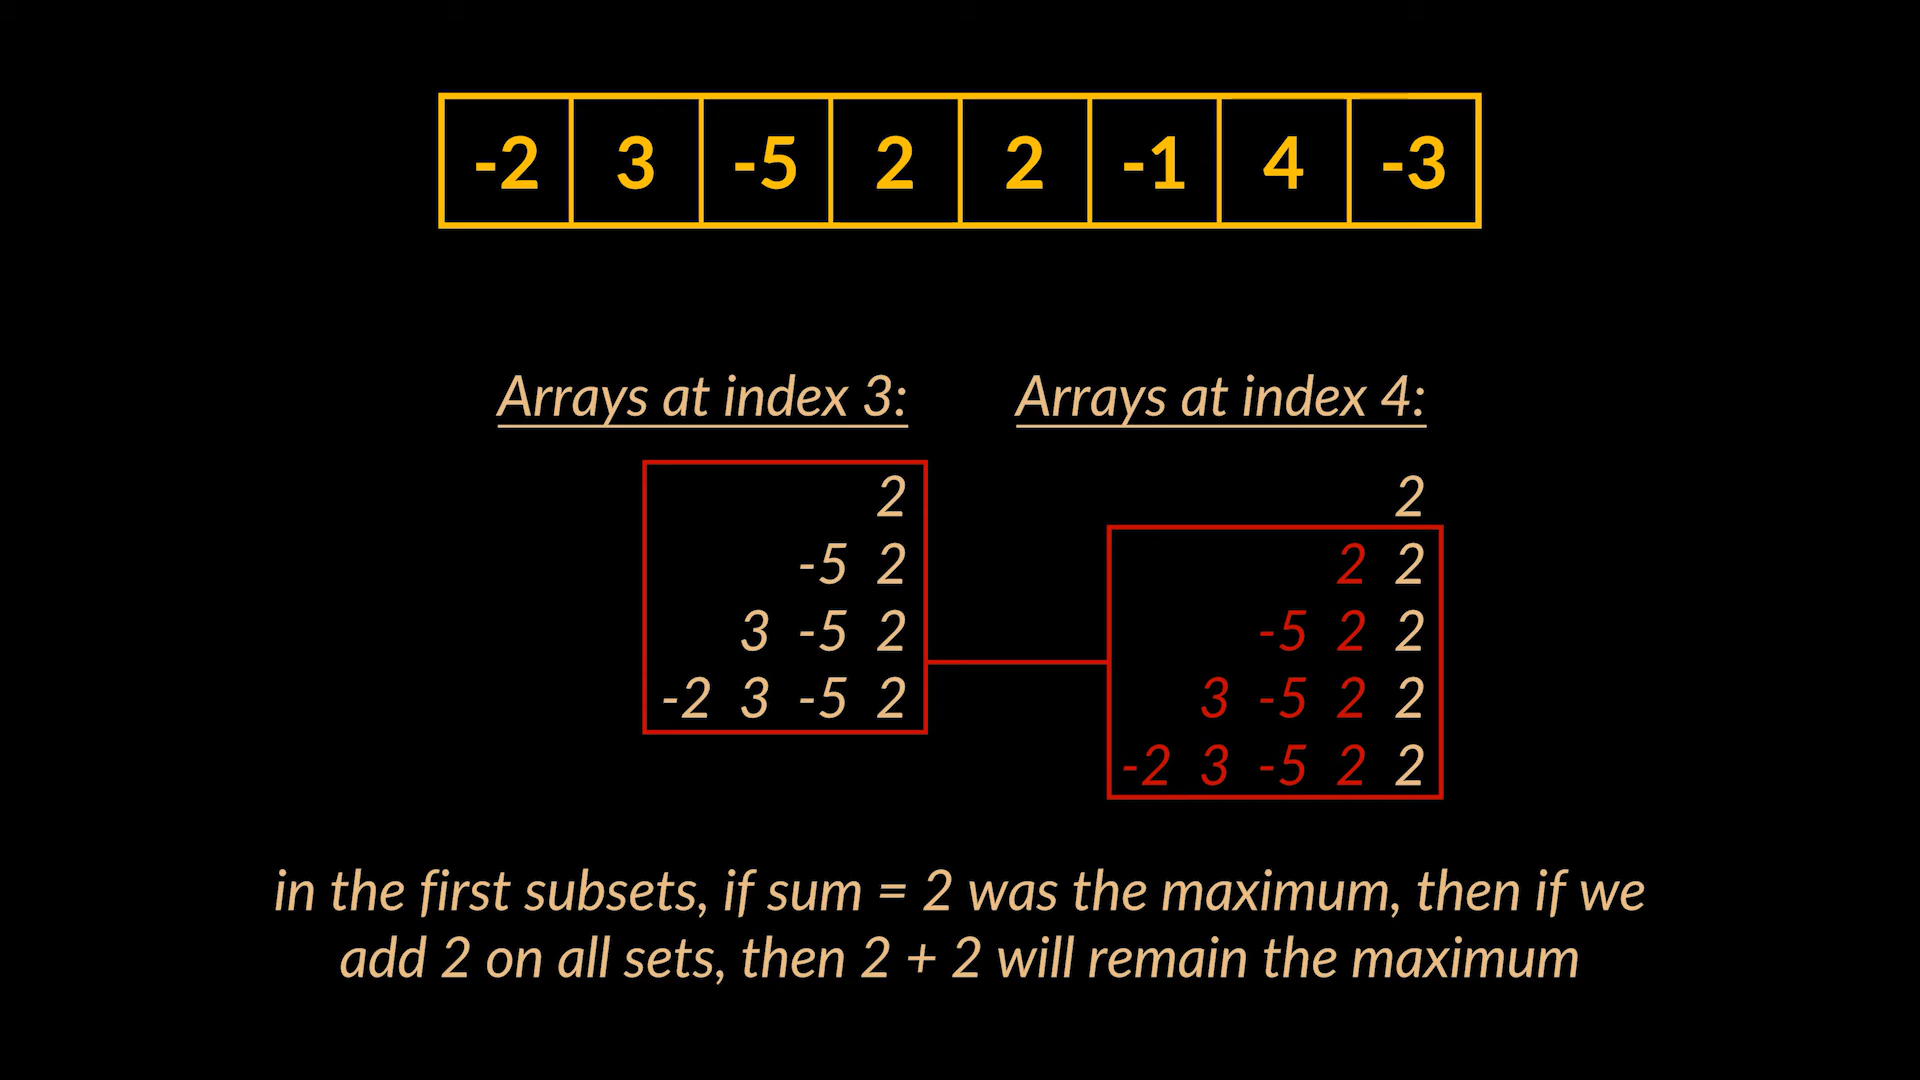 -2 3 -5 2 2 -1 4 -3
Arrays at index 3: Arrays at index 4:
2 2
-5 2 2 2
3 -5 2 -5 2 2
-2 3 -5 2 3 -5 2 2
-2 3 -5 2 2
in the first subsets, if sum = 2 was the maximum, then if we
add 2 on all sets, then 2 + 2 will remain the maximum